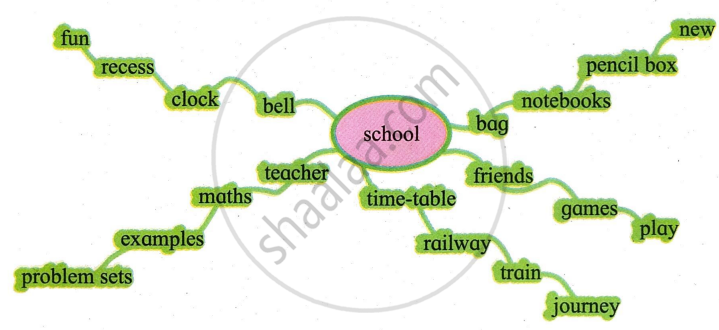 fun
recess
clock
bell
school
bag
notebooks
pencil box
new
teacher
maths
examples
problem sets
time-table
railway
train
journey
friends
games
play
shaalaa.com